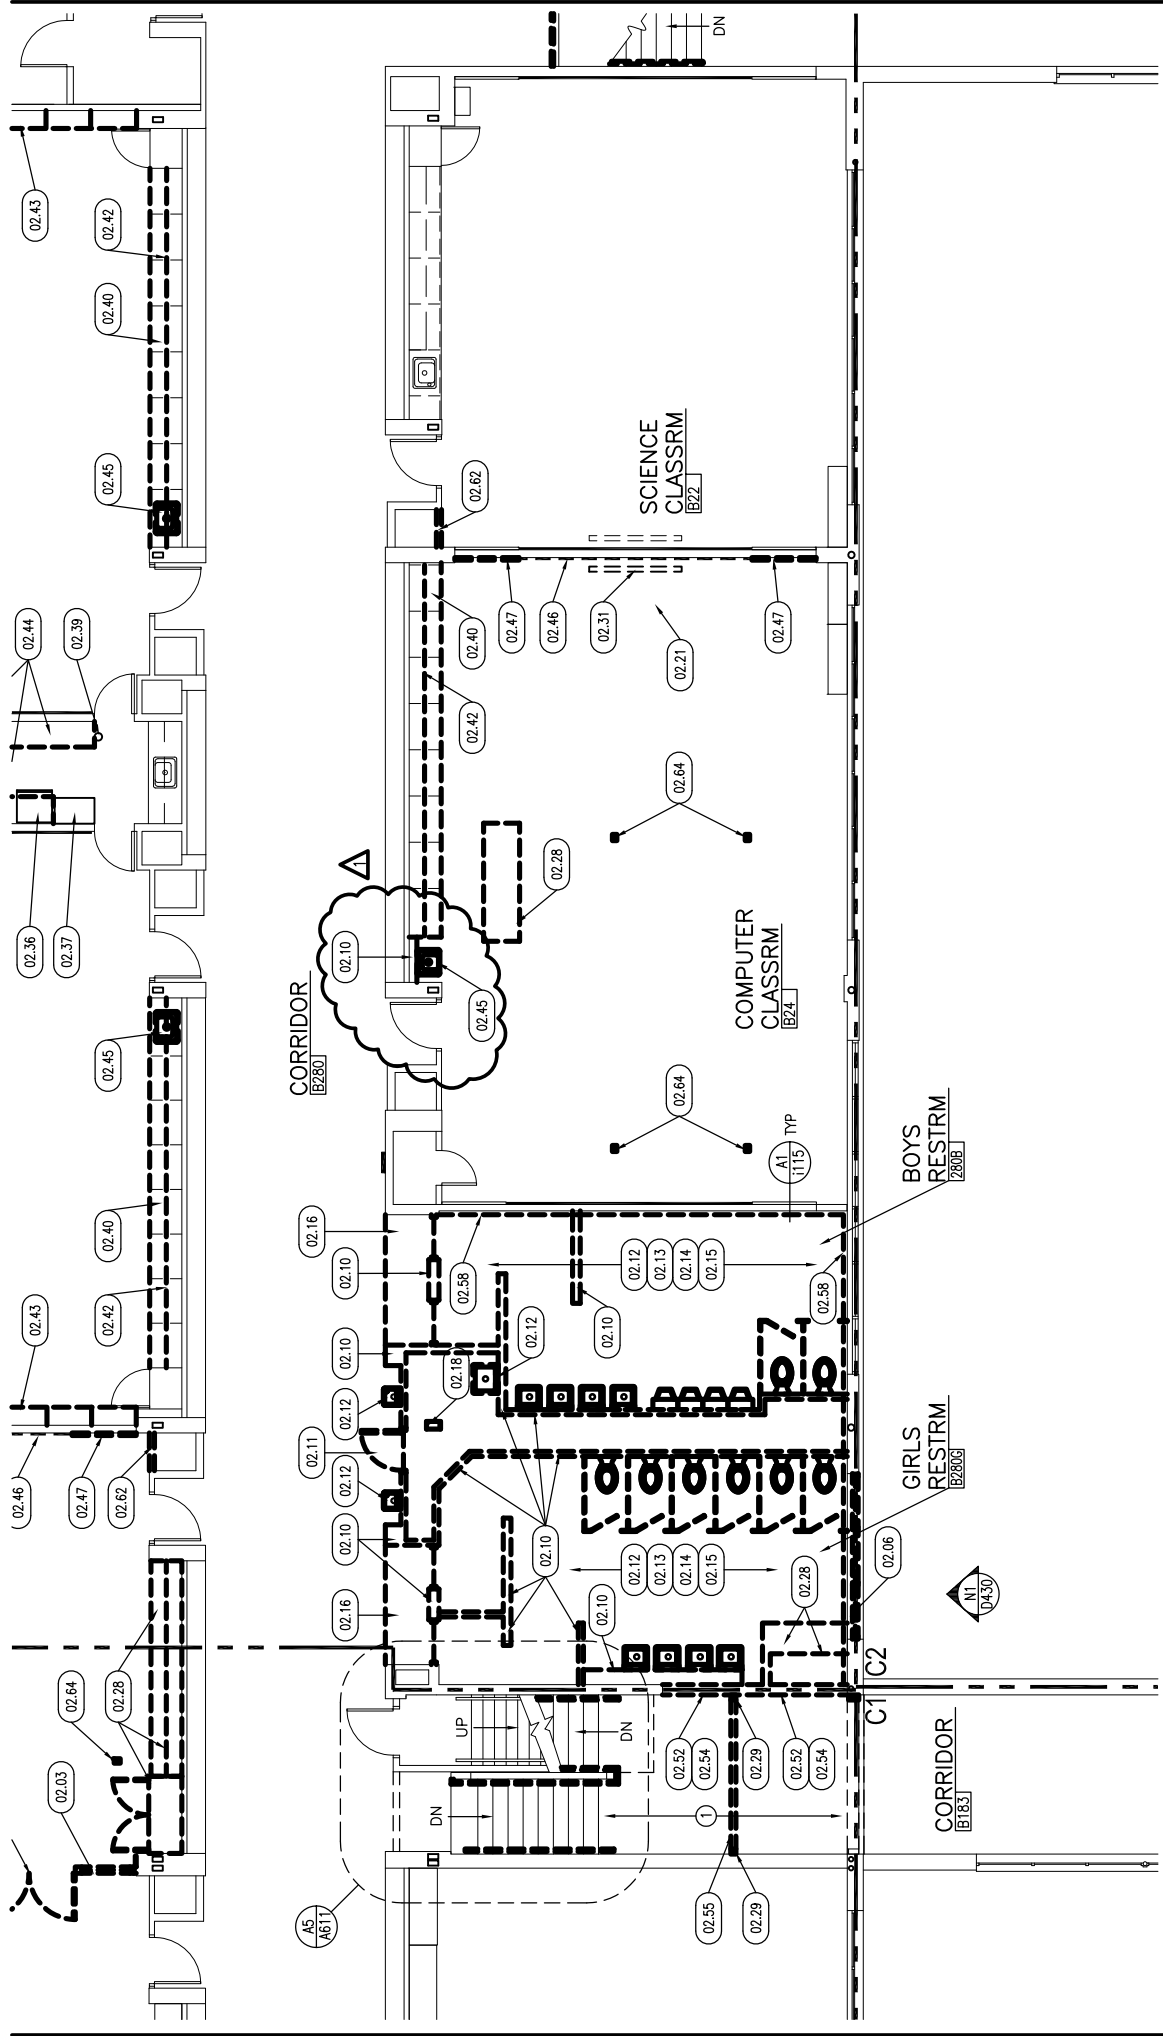 DN
02.43
02.42
02.40
02.45
02.44
02.39
02.36
02.37
02.45
02.40
02.42
02.43
02.46
02.47
02.62
02.64
02.28
02.03
SCIENCE
CLASSRM
B22
02.62
02.40
02.47
02.46
02.31
02.47
02.21
02.42
02.64
02.28
1
02.10
02.45
CORRIDOR
B280
COMPUTER
CLASSRM
B24
02.64
A1
i115
TYP
BOYS
RESTRM
280B
02.16
02.10
02.58
02.12
02.13
02.14
02.15
02.58
02.10
02.12
02.18
02.10
02.12
02.11
02.12
02.10
02.16
02.10
02.12
02.13
02.14
02.15
02.10
GIRLS
RESTRM
B280G
02.06
02.28
N1
D430
C2
C1
UP
DN
DN
02.52
02.54
02.29
02.52
02.54
1
02.55
02.29
A5
A611
CORRIDOR
B183